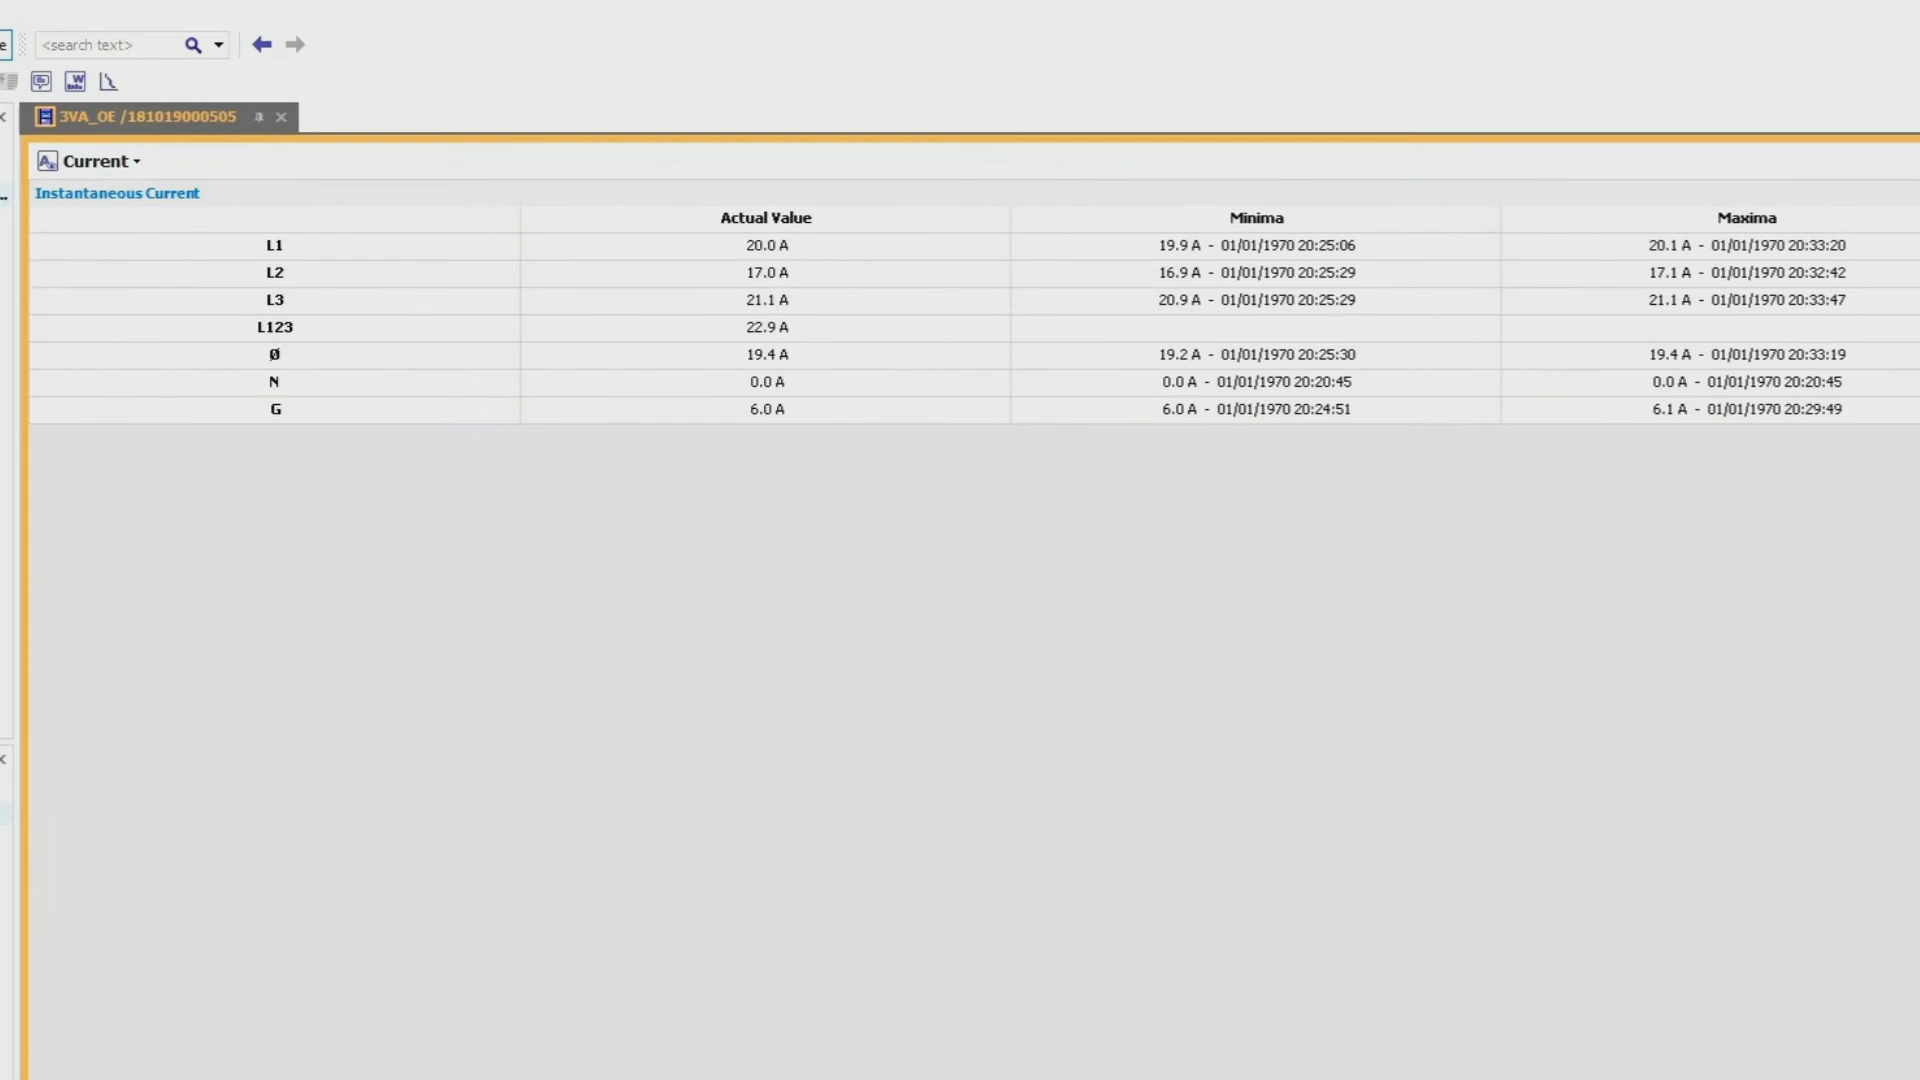 e <search text>
3VA_OE /181019000505
Current
Instantaneous Current
Actual Value Minima Maxima
L1 20.0 A 19.9 A - 01/01/1970 20:25:06 20.1 A - 01/01/1970 20:33:20
L2 17.0 A 16.9 A - 01/01/1970 20:25:29 17.1 A - 01/01/1970 20:32:42
L3 21.1 A 20.9 A - 01/01/1970 20:25:29 21.1 A - 01/01/1970 20:33:47
L123 22.9 A
Ø 19.4 A 19.2 A - 01/01/1970 20:25:30 19.4 A - 01/01/1970 20:33:19
N 0.0 A 0.0 A - 01/01/1970 20:20:45 0.0 A - 01/01/1970 20:20:45
G 6.0 A 6.0 A - 01/01/1970 20:24:51 6.1 A - 01/01/1970 20:29:49